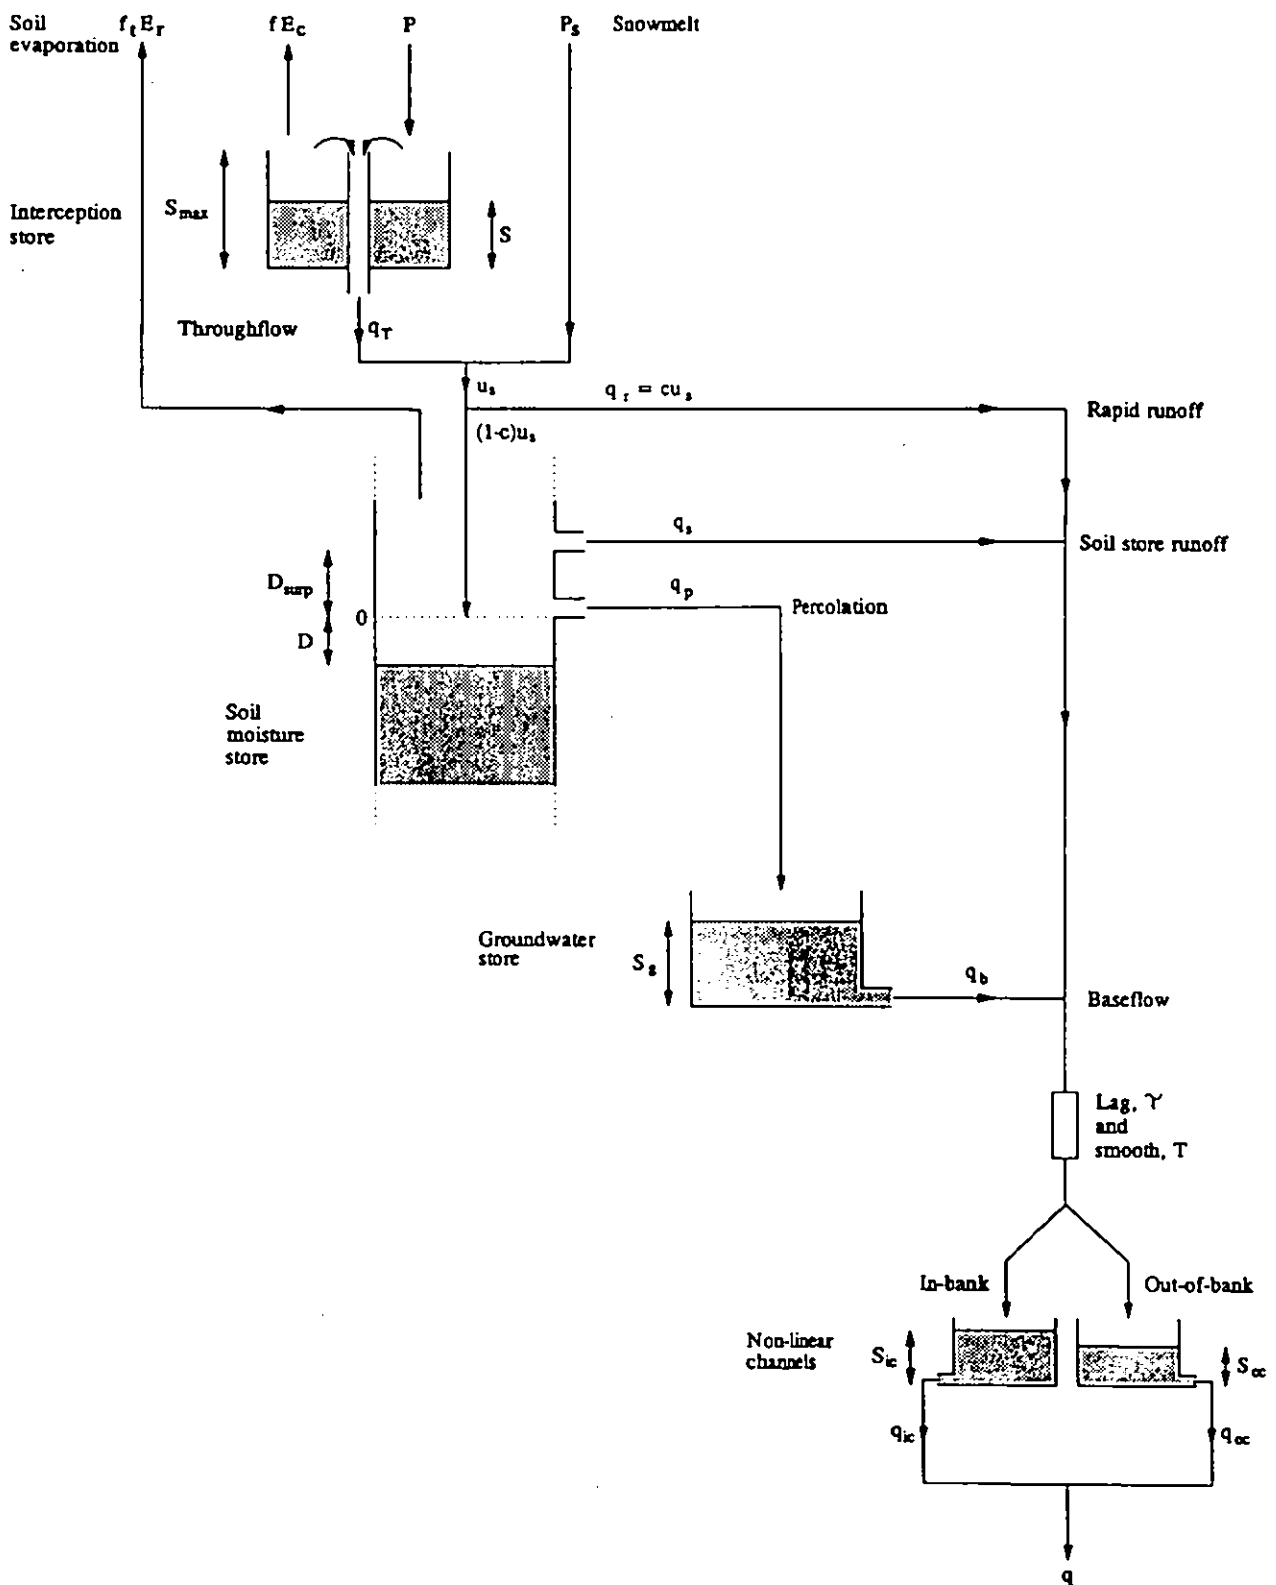 Soil
evaporation
f_t E_r
f E_c
P
P_s
Snowmelt
S_max
Interception
store
S
Throughflow
q_T
u_s
q_r = cu_s
Rapid runoff
(1-c)u_s
q_s
Soil store runoff
D_surp
q_p
Percolation
0
D
Soil
moisture
store
Groundwater
store
S_g
q_b
Baseflow
Lag, τ
and
smooth, T
In-bank
Out-of-bank
Non-linear
channels
S_ic
S_oc
q_ic
q_oc
q